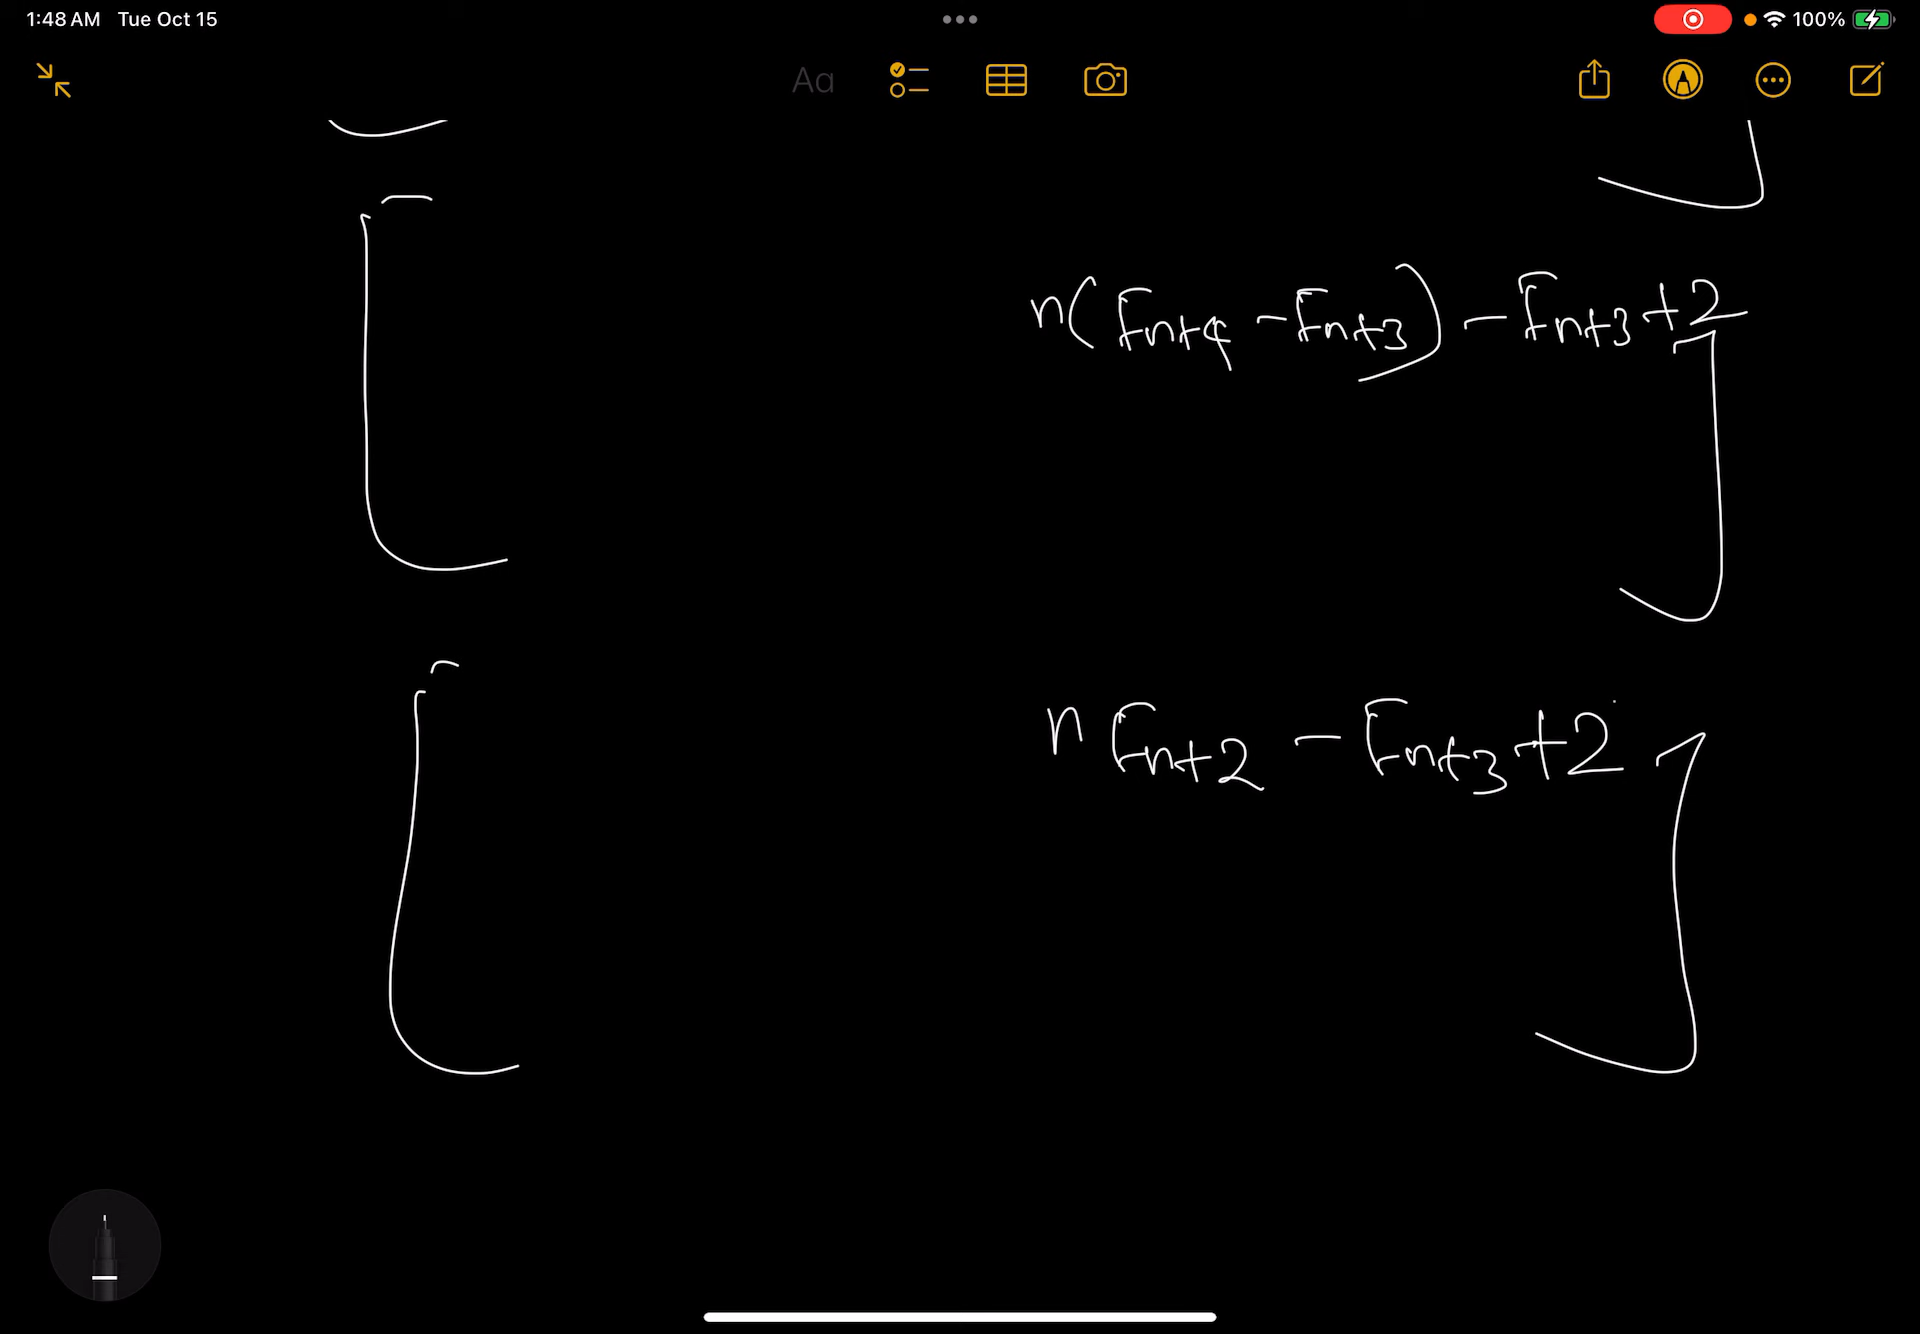 1:48 AM Tue Oct 15 100%
Aa
n(Fn+4 - Fn+3) - Fn+3 + 2
n Fn+2 - Fn+3 + 2